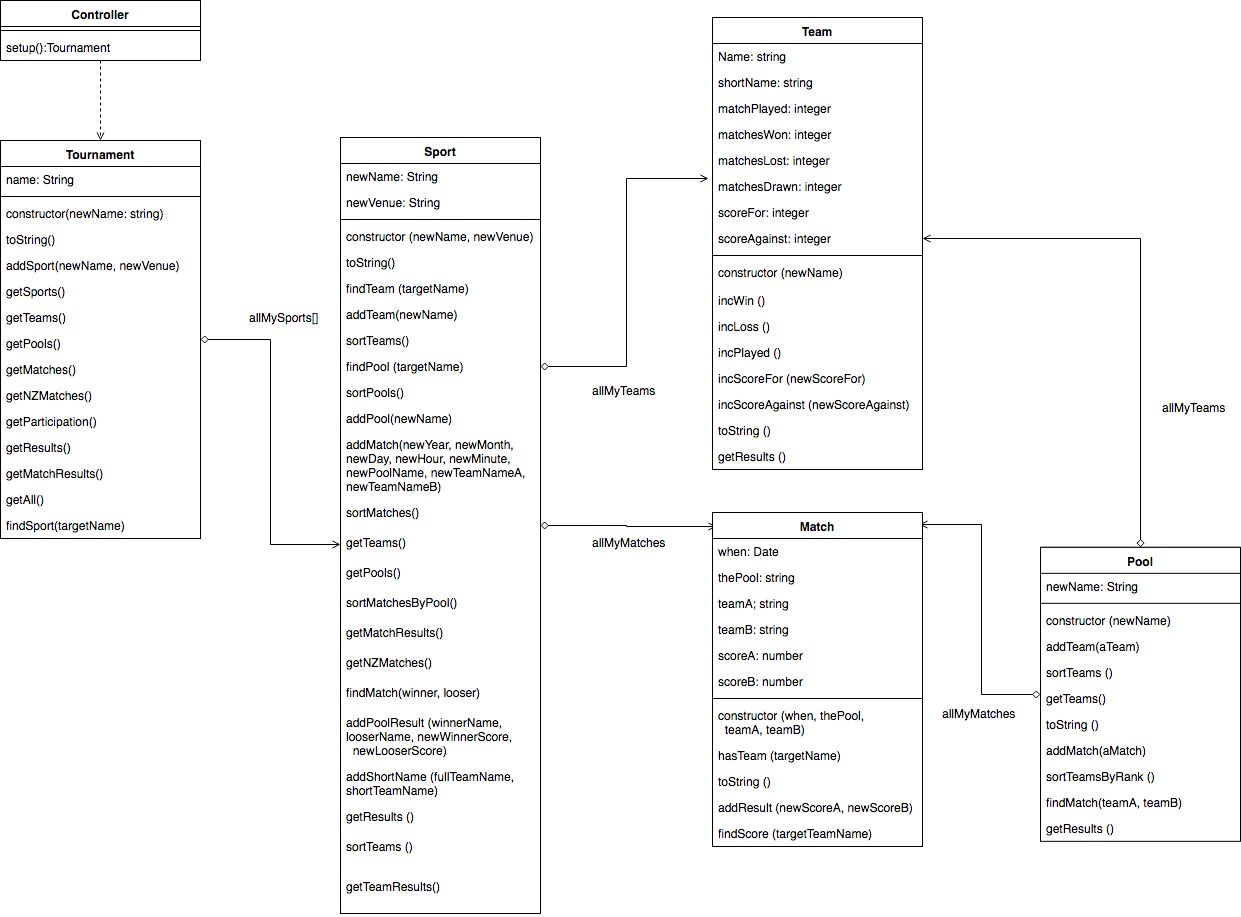 Controller
setup():Tournament
Tournament
name: String
constructor(newName: string)
toString()
addSport(newName, newVenue)
getSports()
getTeams()
getPools()
getMatches()
getNZMatches()
getParticipation()
getResults()
getMatchResults()
getAll()
findSport(targetName)
allMySports[]
Sport
newName: String
newVenue: String
constructor (newName, newVenue)
toString()
findTeam (targetName)
addTeam(newName)
sortTeams()
findPool (targetName)
sortPools()
addPool(newName)
addMatch(newYear, newMonth,
newDay, newHour, newMinute,
newPoolName, newTeamNameA,
newTeamNameB)
sortMatches()
getTeams()
getPools()
sortMatchesByPool()
getMatchResults()
getNZMatches()
findMatch(winner, looser)
addPoolResult (winnerName,
looserName, newWinnerScore,
newLooserScore)
addShortName (fullTeamName,
shortTeamName)
getResults ()
sortTeams ()
getTeamResults()
allMyTeams
allMyMatches
Team
Name: string
shortName: string
matchPlayed: integer
matchesWon: integer
matchesLost: integer
matchesDrawn: integer
scoreFor: integer
scoreAgainst: integer
constructor (newName)
incWin ()
incLoss ()
incPlayed ()
incScoreFor (newScoreFor)
incScoreAgainst (newScoreAgainst)
toString ()
getResults ()
Match
when: Date
thePool: string
teamA; string
teamB: string
scoreA: number
scoreB: number
constructor (when, thePool,
teamA, teamB)
hasTeam (targetName)
toString ()
addResult (newScoreA, newScoreB)
findScore (targetTeamName)
allMyTeams
allMyMatches
Pool
newName: String
constructor (newName)
addTeam(aTeam)
sortTeams ()
getTeams()
toString ()
addMatch(aMatch)
sortTeamsByRank ()
findMatch(teamA, teamB)
getResults ()